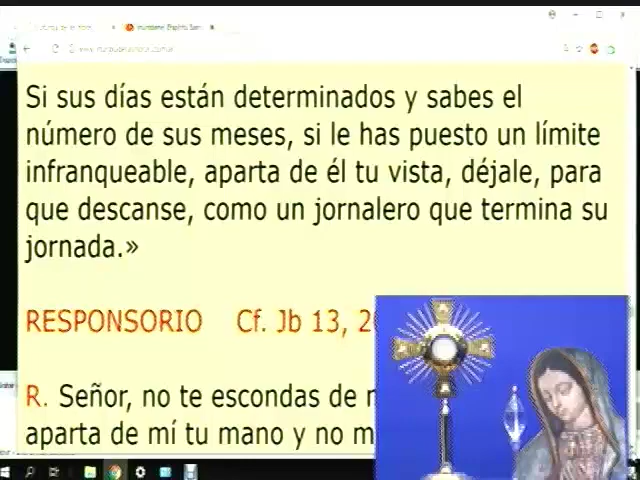 Si sus días están determinados y sabes el
número de sus meses, si le has puesto un límite
infranqueable, aparta de él tu vista, déjale, para
que descanse, como un jornalero que termina su
jornada.»
RESPONSORIO Cf. Jb 13, 2
R. Señor, no te escondas de
aparta de mí tu mano y no